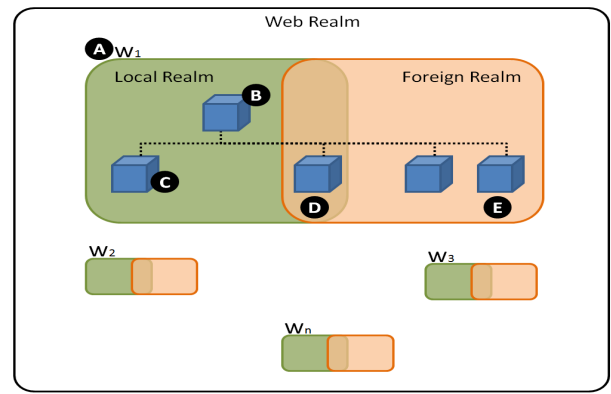 Web Realm
A W1
Local Realm
Foreign Realm
B
C
D
E
W2
W3
Wn